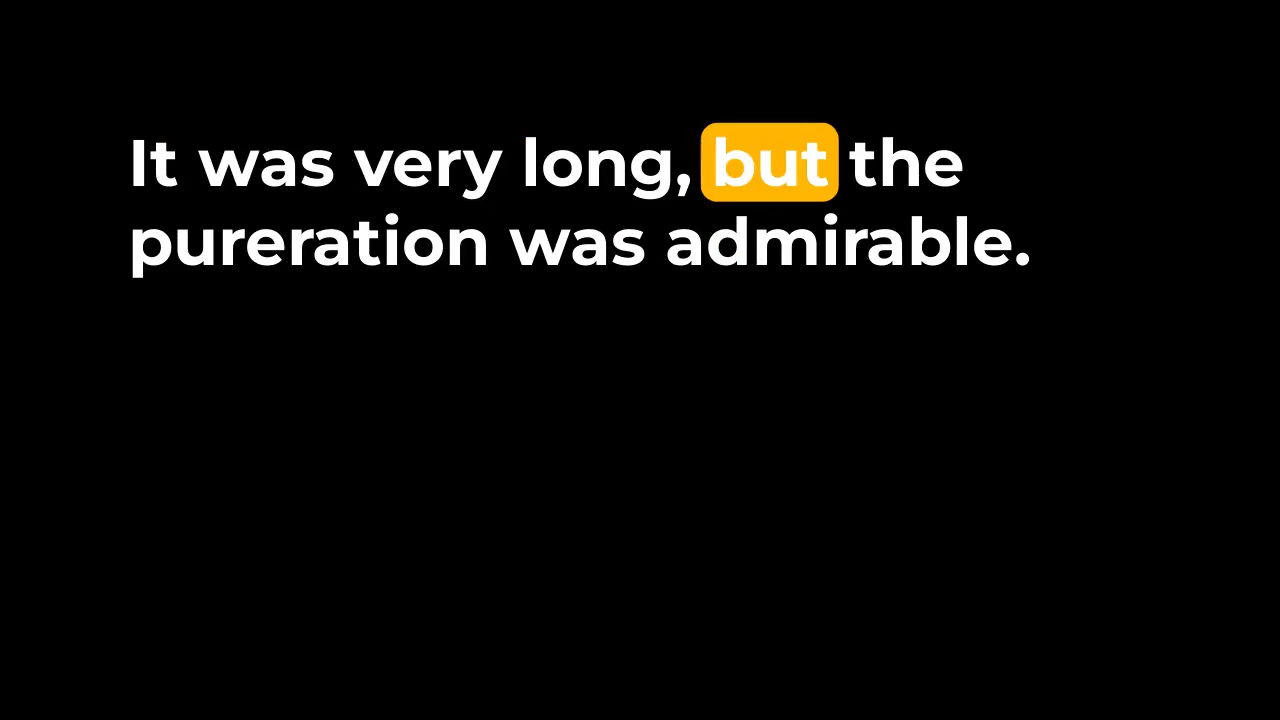 It was very long, but the
pureration was admirable.